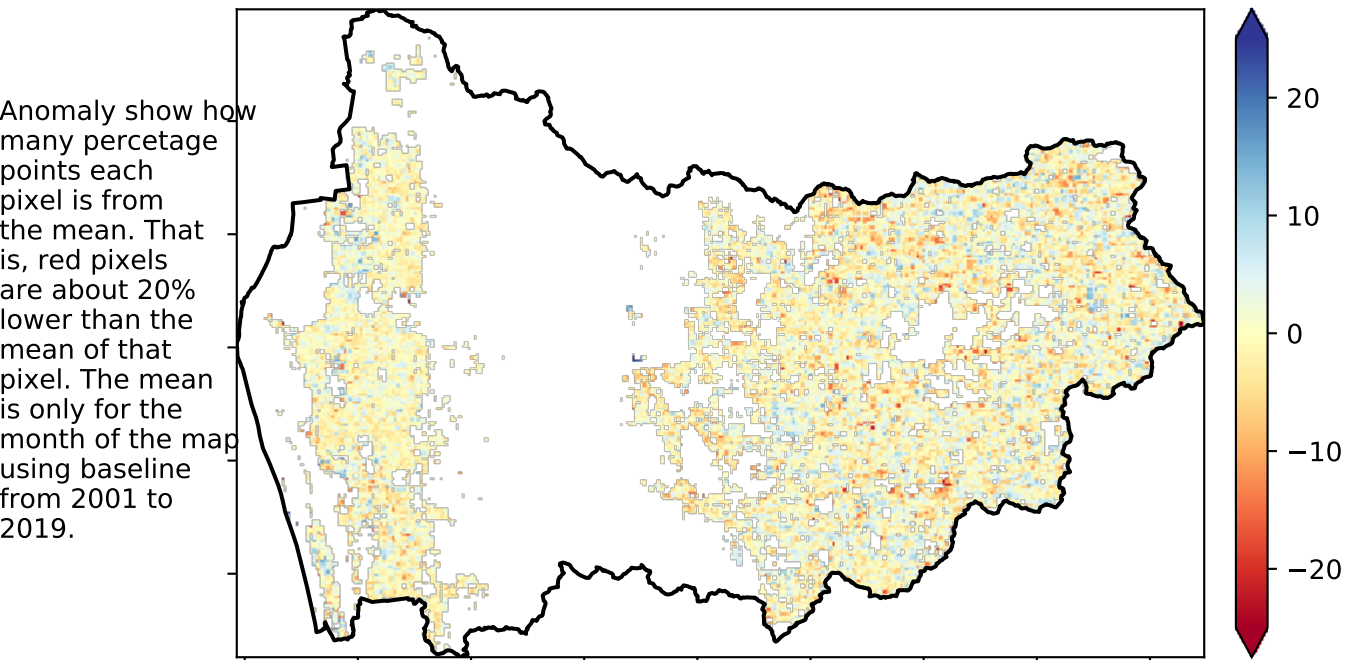 Anomaly show how
many percetage
points each
pixel is from
the mean. That
is, red pixels
are about 20%
lower than the
mean of that
pixel. The mean
is only for the
month of the map
using baseline
from 2001 to
2019.
20
10
0
−10
−20